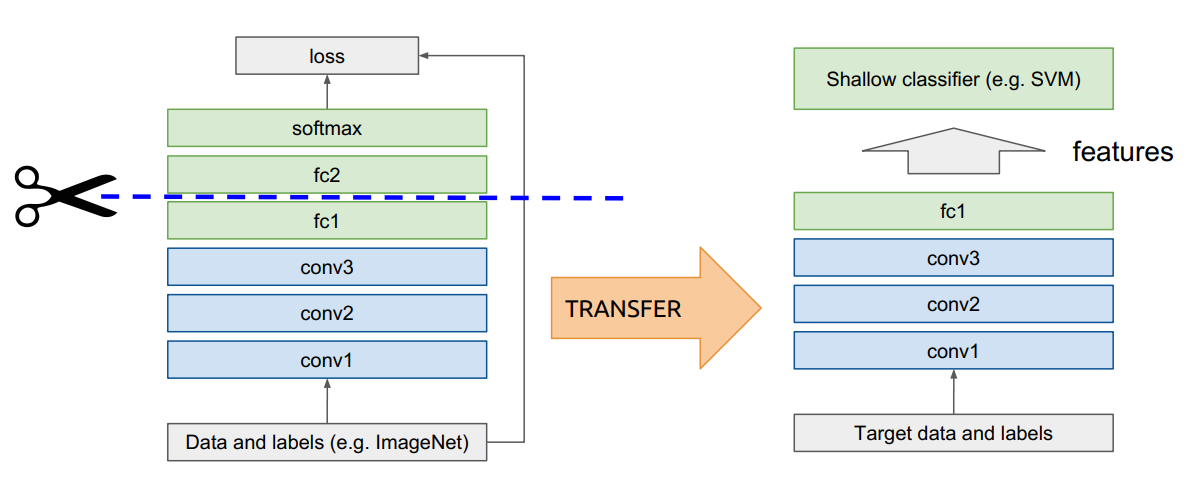 loss
softmax
fc2
fc1
conv3
conv2
conv1
Data and labels (e.g. ImageNet)
TRANSFER
Shallow classifier (e.g. SVM)
features
fc1
conv3
conv2
conv1
Target data and labels